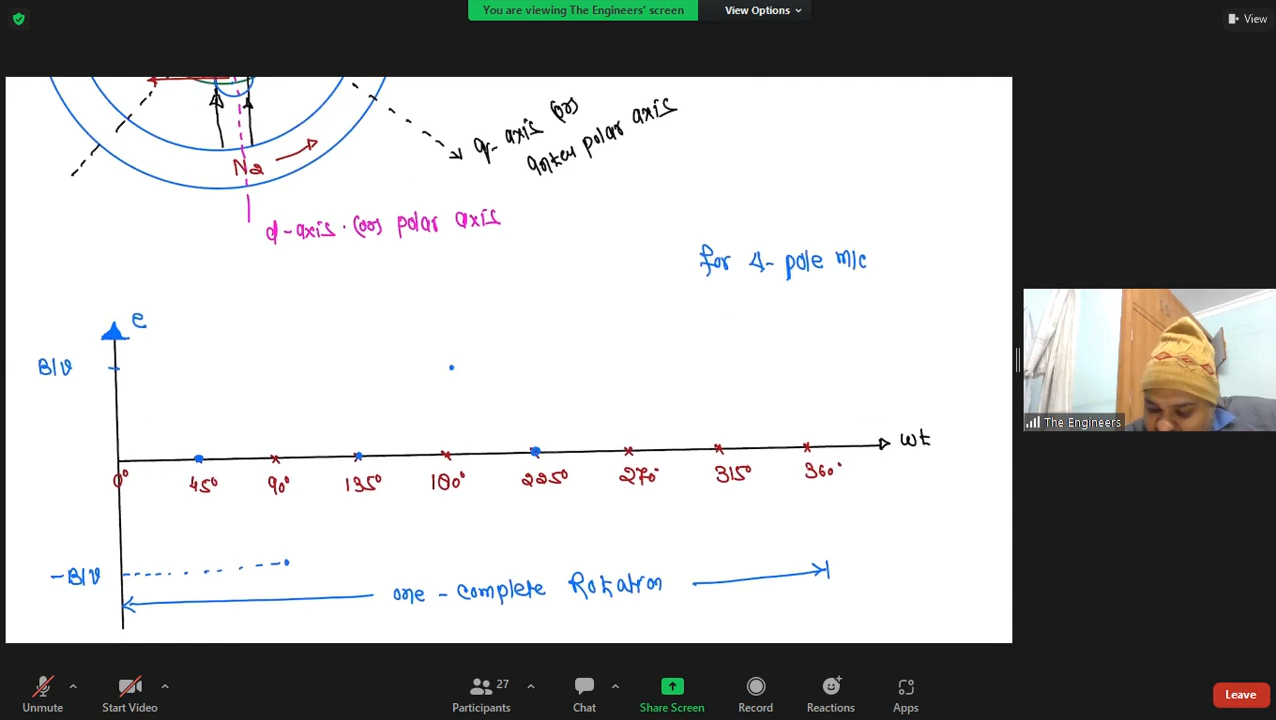 You are viewing The Engineers' screen
View Options
View
N2
q-axis (or)
inter polar axis
d-axis. (or) polar axis
for 4-pole m/c
e
Blv
ωt
0°
45°
90°
135°
180°
225°
270°
315°
360°
-Blv
one-complete Rotation
The Engineers
Unmute
Start Video
27
Participants
Chat
Share Screen
Record
Reactions
Apps
Leave